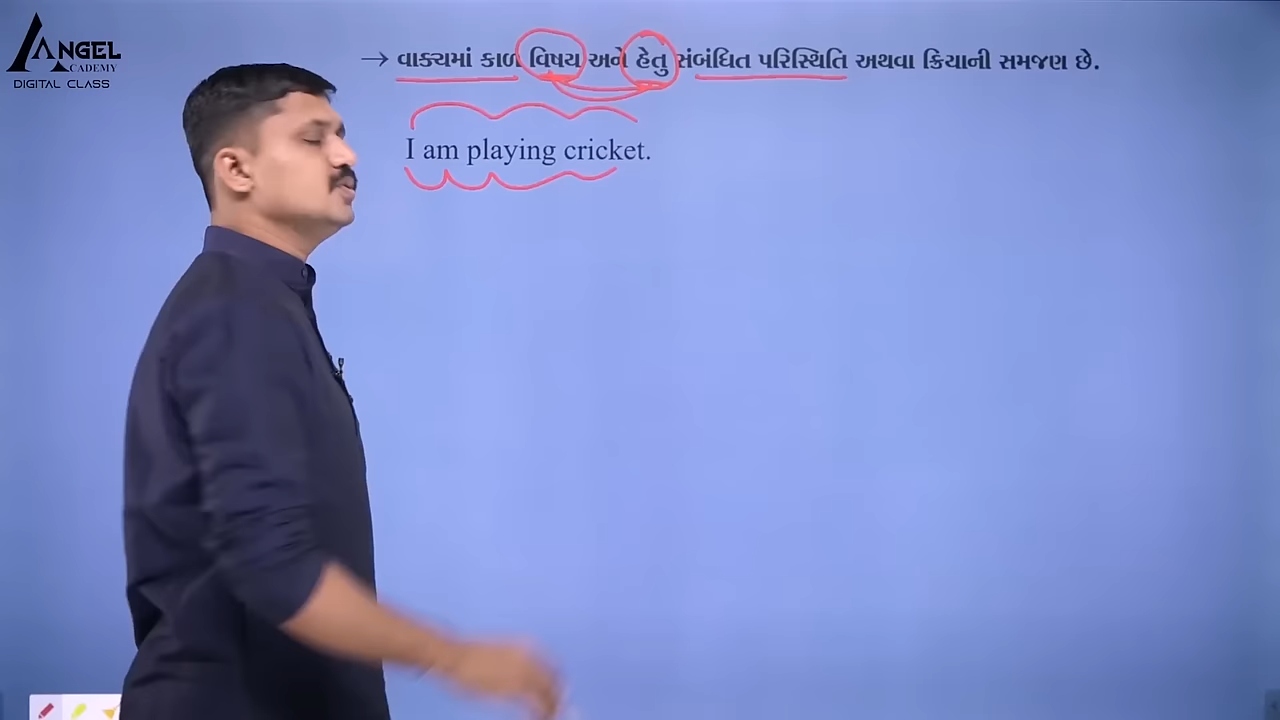 ANGEL
ACADEMY
DIGITAL CLASS
→ વાક્યમાં કાળ વિષય અને હેતુ સંબંધિત પરિસ્થિતિ અથવા ક્રિયાની સમજણ છે.
I am playing cricket.